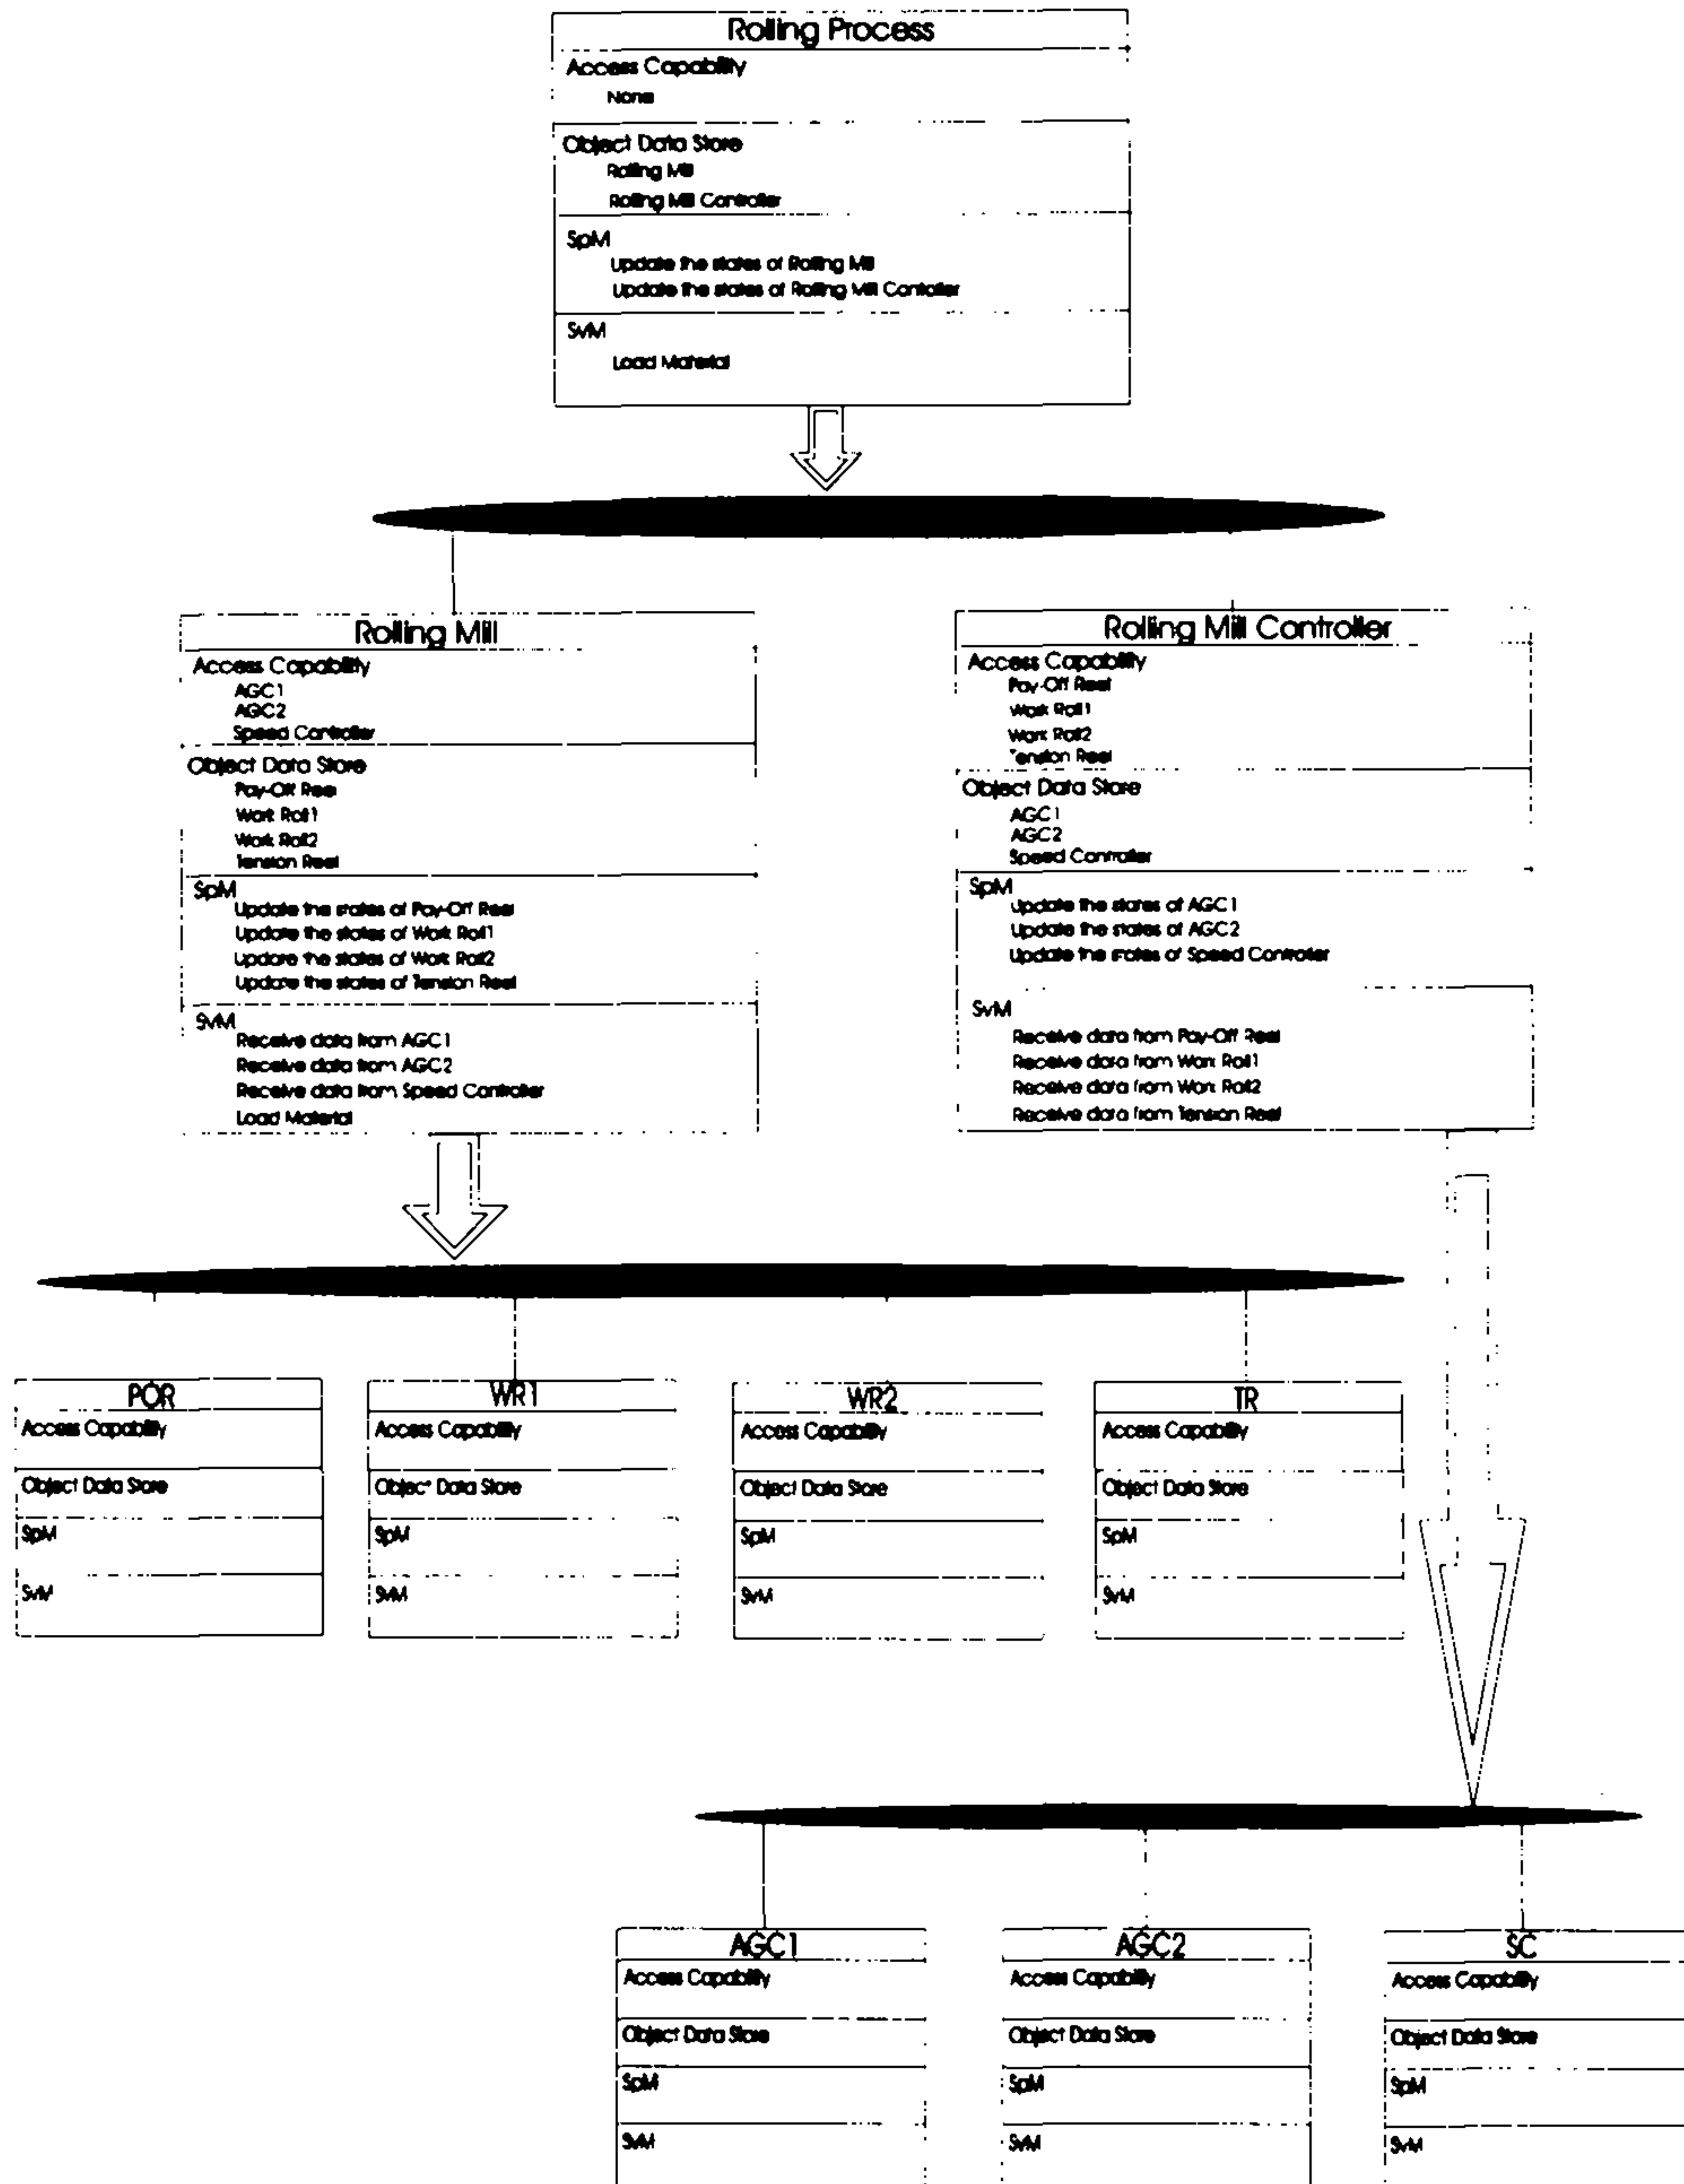 Rolling Process
Access Capability
None
Object Data Store
Rolling Mill
Rolling Mill Controller
SpM
Update the states of Rolling Mill
Update the states of Rolling Mill Contoller
SvM
Load Material
Rolling Mill
Access Capability
AGC1
AGC2
Speed Controller
Object Data Store
Pay-Off Reel
Work Roll1
Work Roll2
Tension Reel
SpM
Update the states of Pay-Off Reel
Update the states of Work Roll1
Update the states of Work Roll2
Update the states of Tension Reel
SvM
Receive data from AGC1
Receive data from AGC2
Receive data from Speed Controller
Load Material
Rolling Mill Controller
Access Capability
Pay-Off Reel
Work Roll1
Work Roll2
Tension Reel
Object Data Store
AGC1
AGC2
Speed Controller
SpM
Update the states of AGC1
Update the states of AGC2
Update the states of Speed Controller
SvM
Receive data from Pay-Off Reel
Receive data from Work Roll1
Receive data from Work Roll2
Receive data from Tension Reel
POR
Access Capability
Object Data Store
SpM
SvM
WR1
Access Capability
Object Data Store
SpM
SvM
WR2
Access Capability
Object Data Store
SpM
SvM
TR
Access Capability
Object Data Store
SpM
SvM
AGC1
Access Capability
Object Data Store
SpM
SvM
AGC2
Access Capability
Object Data Store
SpM
SvM
SC
Access Capability
Object Data Store
SpM
SvM